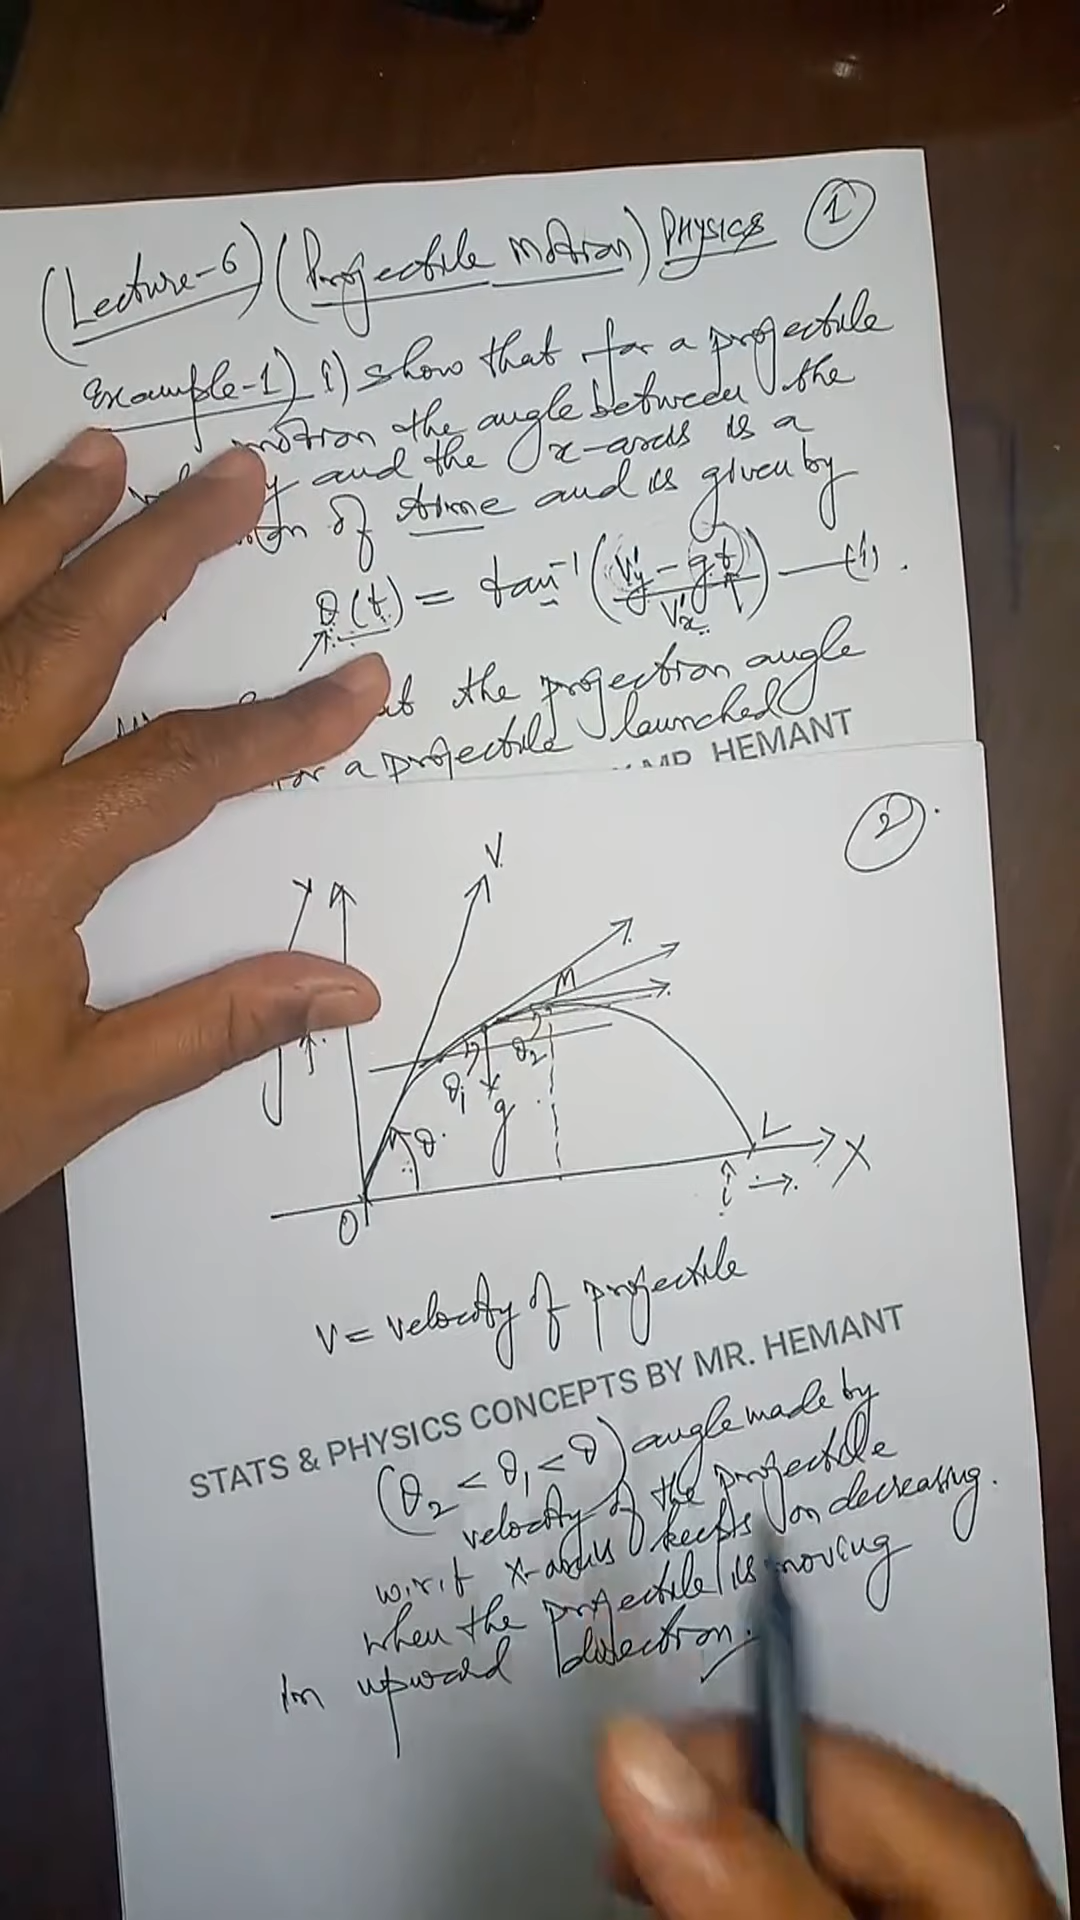 (Lecture-6) (Projectile motion) PHYSICS 1
Example-1) i) show that for a projectile
motion the angle between the
y and the x-axis is a
of time and is given by
θ(t) = tan⁻¹ (Vy - gt / Vx) — (1).
the projection angle
for a projectile launched
MR. HEMANT
2
V
Y
M
θ1
θ2
g
θ
L
X
î
O
V = velocity of projectile
STATS & PHYSICS CONCEPTS BY MR. HEMANT
(θ2 < θ1 < θ) angle made by
velocity of the projectile
w.r.t x-axis keeps on decreasing.
when the projectile is moving
in upward direction.